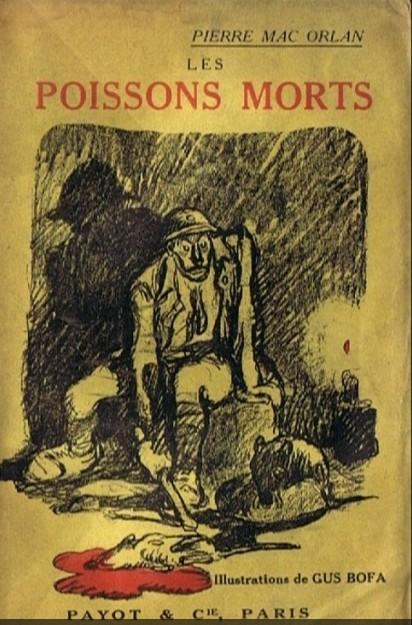 PIERRE MAC ORLAN
LES
POISSONS MORTS
Illustrations de GUS BOFA
PAYOT & CIE, PARIS